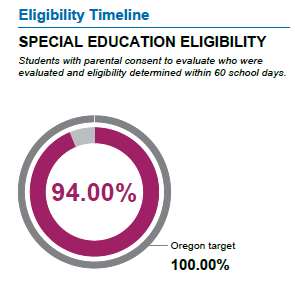 Eligibility Timeline
SPECIAL EDUCATION ELIGIBILITY
Students with parental consent to evaluate who were
evaluated and eligibility determined within 60 school days.
94.00%
Oregon target
100.00%